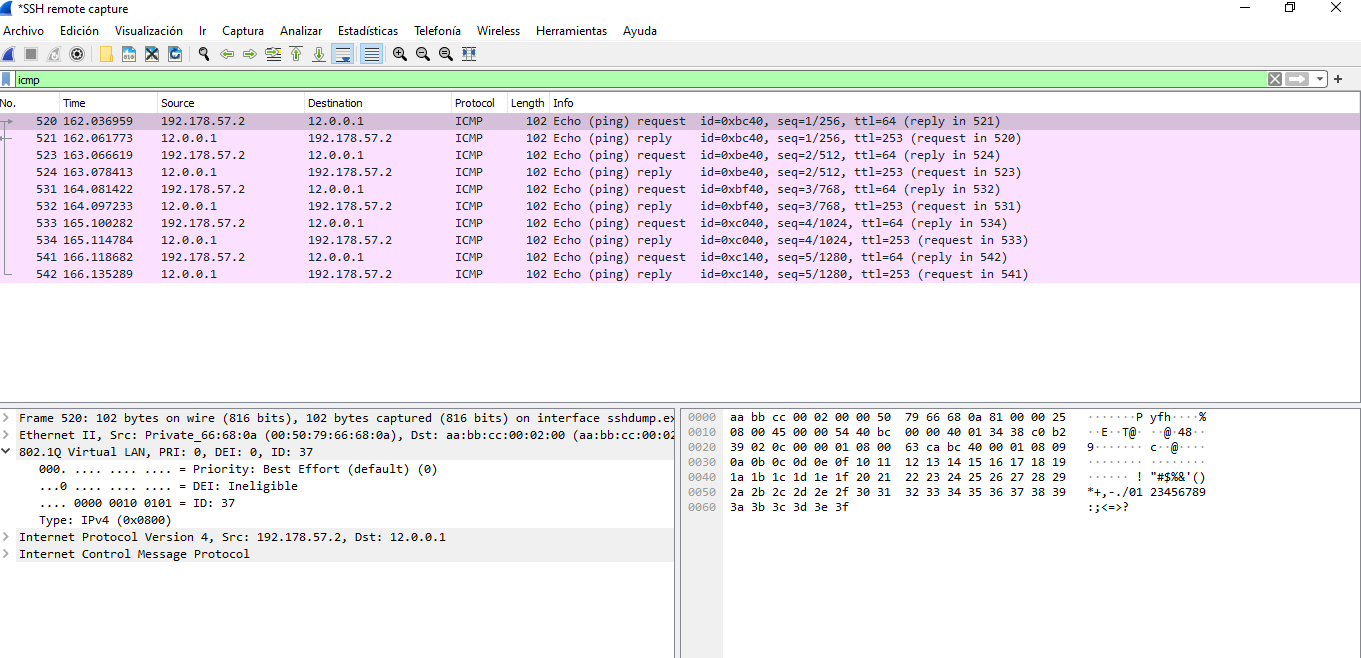 *SSH remote capture
Archivo Edición Visualización Ir Captura Analizar Estadísticas Telefonía Wireless Herramientas Ayuda
icmp
No. Time Source Destination Protocol Length Info
520 162.036959 192.178.57.2 12.0.0.1 ICMP 102 Echo (ping) request id=0xbc40, seq=1/256, ttl=64 (reply in 521)
521 162.061773 12.0.0.1 192.178.57.2 ICMP 102 Echo (ping) reply id=0xbc40, seq=1/256, ttl=253 (request in 520)
523 163.066619 192.178.57.2 12.0.0.1 ICMP 102 Echo (ping) request id=0xbe40, seq=2/512, ttl=64 (reply in 524)
524 163.078413 12.0.0.1 192.178.57.2 ICMP 102 Echo (ping) reply id=0xbe40, seq=2/512, ttl=253 (request in 523)
531 164.081422 192.178.57.2 12.0.0.1 ICMP 102 Echo (ping) request id=0xbf40, seq=3/768, ttl=64 (reply in 532)
532 164.097233 12.0.0.1 192.178.57.2 ICMP 102 Echo (ping) reply id=0xbf40, seq=3/768, ttl=253 (request in 531)
533 165.100282 192.178.57.2 12.0.0.1 ICMP 102 Echo (ping) request id=0xc040, seq=4/1024, ttl=64 (reply in 534)
534 165.114784 12.0.0.1 192.178.57.2 ICMP 102 Echo (ping) reply id=0xc040, seq=4/1024, ttl=253 (request in 533)
541 166.118682 192.178.57.2 12.0.0.1 ICMP 102 Echo (ping) request id=0xc140, seq=5/1280, ttl=64 (reply in 542)
542 166.135289 12.0.0.1 192.178.57.2 ICMP 102 Echo (ping) reply id=0xc140, seq=5/1280, ttl=253 (request in 541)
Frame 520: 102 bytes on wire (816 bits), 102 bytes captured (816 bits) on interface sshdump.ex
Ethernet II, Src: Private_66:68:0a (00:50:79:66:68:0a), Dst: aa:bb:cc:00:02:00 (aa:bb:cc:00:02
802.1Q Virtual LAN, PRI: 0, DEI: 0, ID: 37
000. .... .... .... = Priority: Best Effort (default) (0)
...0 .... .... .... = DEI: Ineligible
.... 0000 0010 0101 = ID: 37
Type: IPv4 (0x0800)
Internet Protocol Version 4, Src: 192.178.57.2, Dst: 12.0.0.1
Internet Control Message Protocol
0000 aa bb cc 00 02 00 00 50 79 66 68 0a 81 00 00 25 ·······P yfh····%
0010 08 00 45 00 00 54 40 bc 00 00 40 01 34 38 c0 b2 ··E··T@· ··@·48··
0020 39 02 0c 00 00 01 08 00 63 ca bc 40 00 01 08 09 9······· c··@····
0030 0a 0b 0c 0d 0e 0f 10 11 12 13 14 15 16 17 18 19 ········ ········
0040 1a 1b 1c 1d 1e 1f 20 21 22 23 24 25 26 27 28 29 ······ ! "#$%&'()
0050 2a 2b 2c 2d 2e 2f 30 31 32 33 34 35 36 37 38 39 *+,-./01 23456789
0060 3a 3b 3c 3d 3e 3f :;<=>?